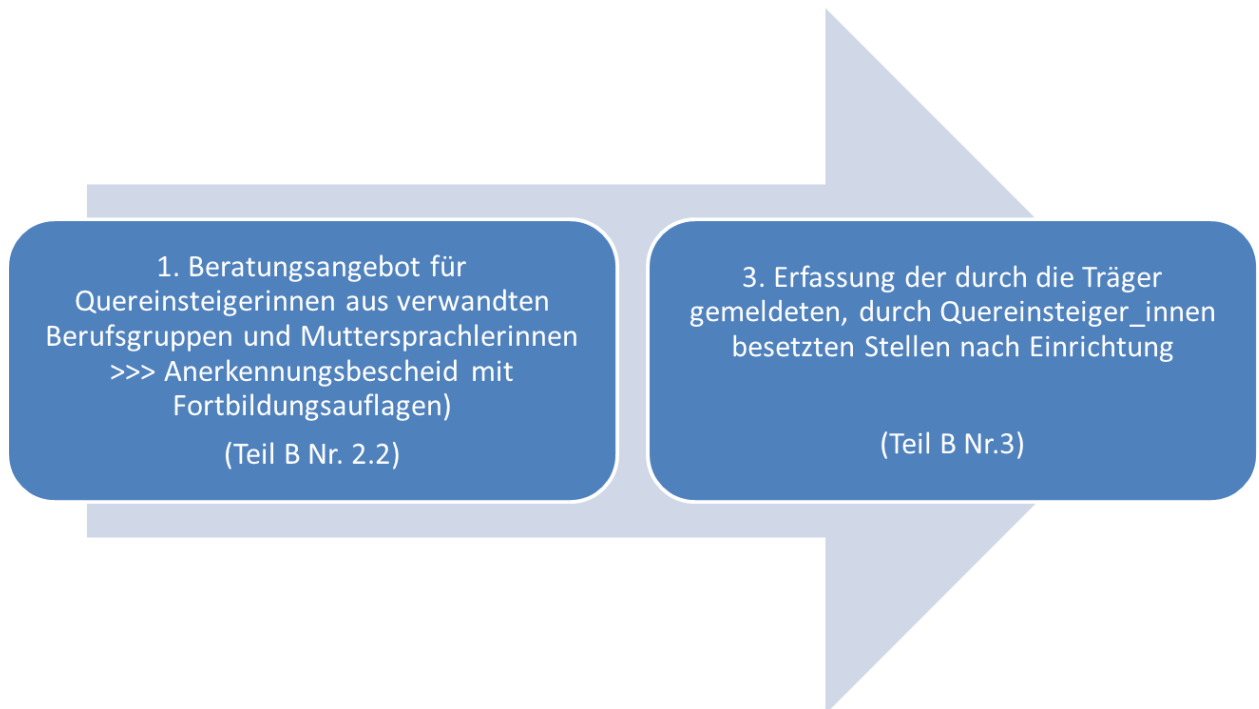 1. Beratungsangebot für
Quereinsteigerinnen aus verwandten
Berufsgruppen und Muttersprachlerinnen
>>> Anerkennungsbescheid mit
Fortbildungsauflagen)
(Teil B Nr. 2.2)
3. Erfassung der durch die Träger
gemeldeten, durch Quereinsteiger_innen
besetzten Stellen nach Einrichtung
(Teil B Nr.3)